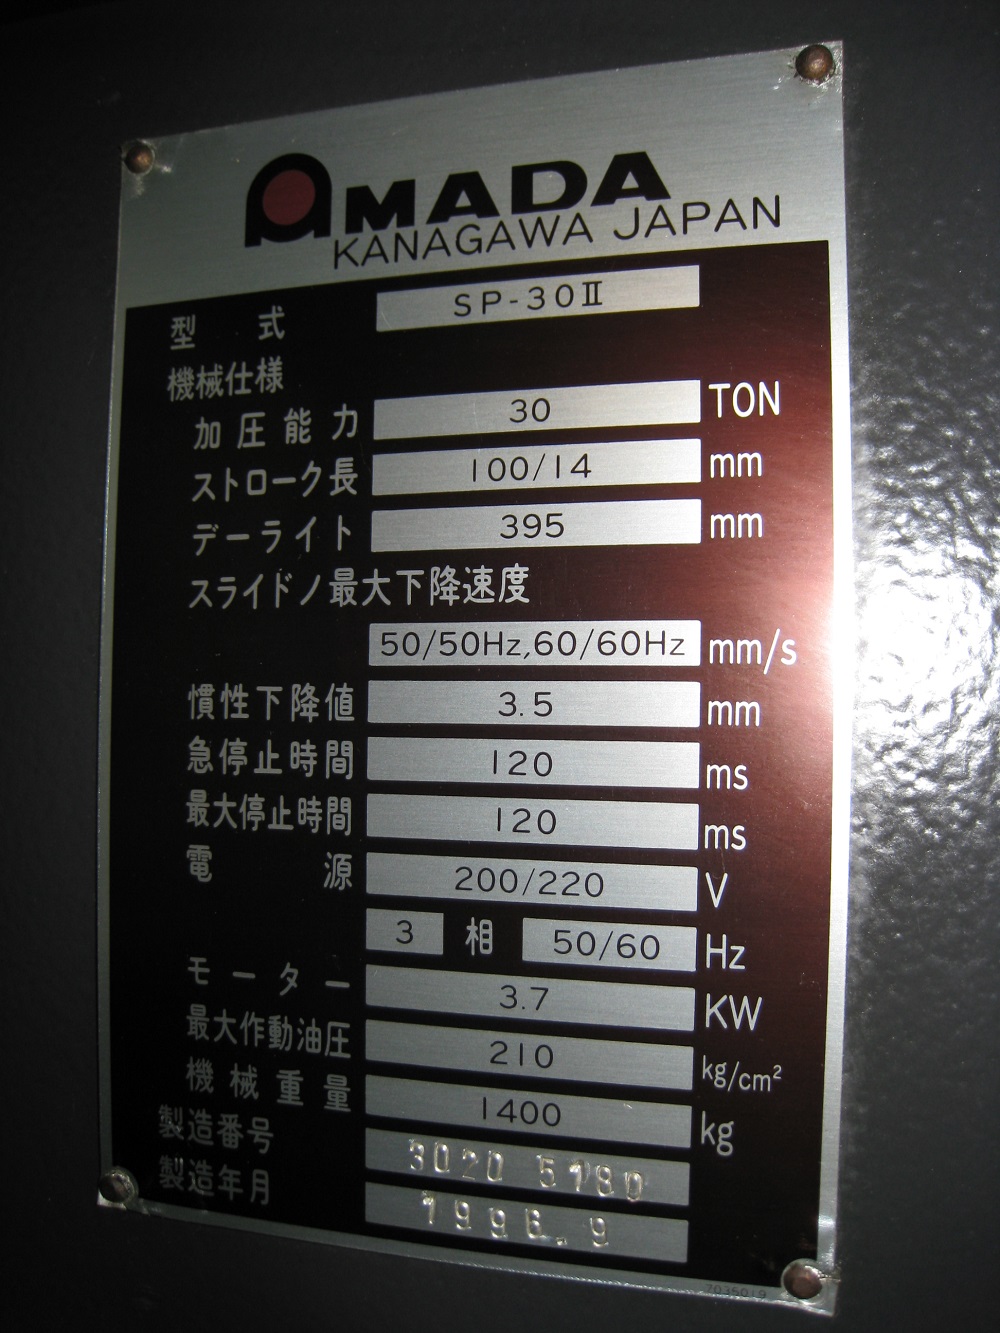 AMADA
KANAGAWA JAPAN
型式 SP-30Ⅱ
機械仕様
加圧能力 30 TON
ストローク長 100/14 mm
デーライト 395 mm
スライドノ最大下降速度
50/50Hz,60/60Hz mm/s
慣性下降値 3.5 mm
急停止時間 120 ms
最大停止時間 120 ms
電源 200/220 V
3 相 50/60 Hz
モーター 3.7 KW
最大作動油圧 210 kg/cm²
機械重量 1400 kg
製造番号 3020 5780
製造年月 1996.9
7035019